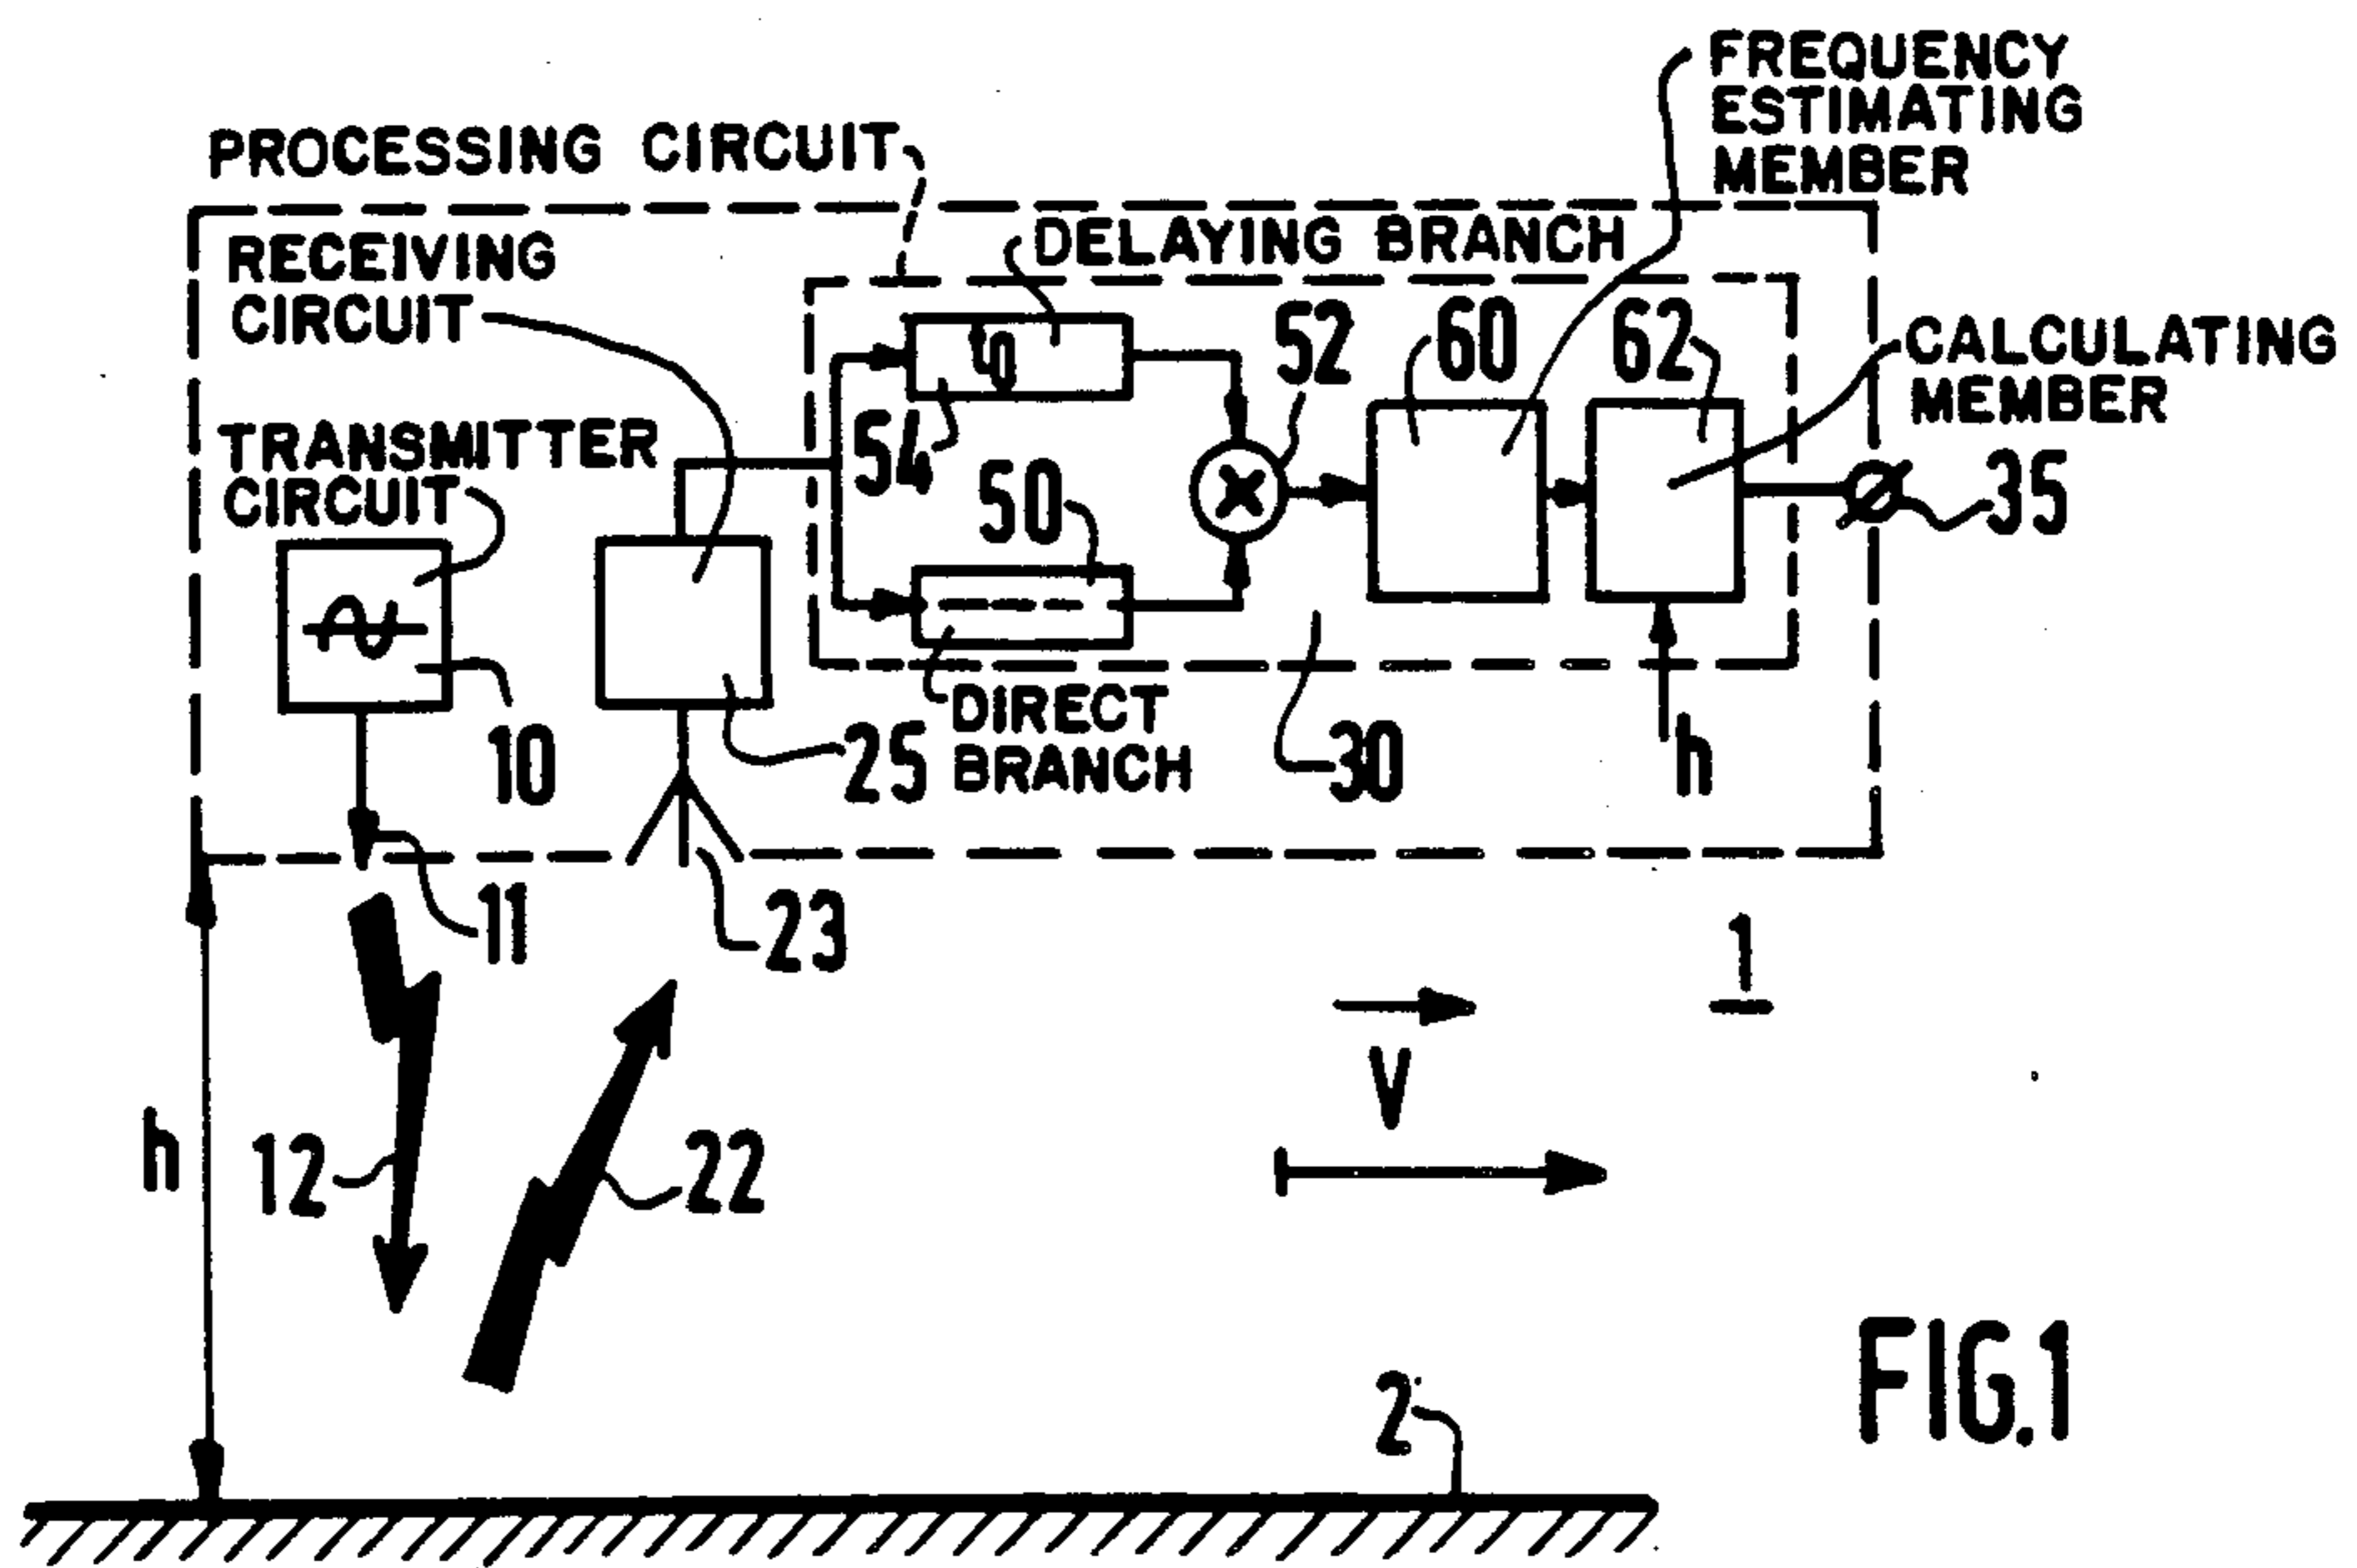 FREQUENCY
ESTIMATING
MEMBER
PROCESSING CIRCUIT
DELAYING BRANCH
RECEIVING
CIRCUIT
52
60
62
CALCULATING
MEMBER
TRANSMITTER
CIRCUIT
54
50
35
DIRECT
BRANCH
10
25
30
h
11
23
1
V
h
12
22
2
FIG.1